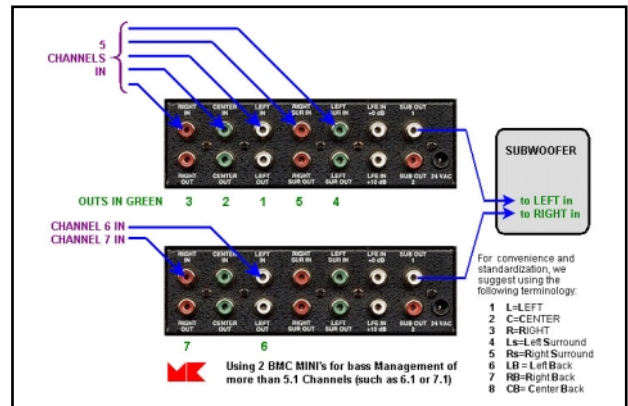 5
CHANNELS
IN
RIGHT IN CENTER IN LEFT IN RIGHT SUR IN LEFT SUR IN LFE IN +0 dB SUB OUT 1
RIGHT OUT CENTER OUT LEFT OUT RIGHT SUR OUT LEFT SUR OUT LFE IN +10 dB SUB OUT 2 24 VAC
OUTS IN GREEN 3 2 1 5 4
SUBWOOFER
to LEFT in
to RIGHT in
CHANNEL 6 IN
CHANNEL 7 IN
RIGHT IN CENTER IN LEFT IN RIGHT SUR IN LEFT SUR IN LFE IN +0 dB SUB OUT 1
RIGHT OUT CENTER OUT LEFT OUT RIGHT SUR OUT LEFT SUR OUT LFE IN +10 dB SUB OUT 2 24 VAC
7 6
MK
Using 2 BMC MINI's for bass Management of
more than 5.1 Channels (such as 6.1 or 7.1)
For convenience and
standardization, we
suggest using the
following terminology:
1 L=LEFT
2 C=CENTER
3 R=RIGHT
4 Ls=Left Surround
5 Rs=Right Surround
6 LB = Left Back
7 RB=Right Back
8 CB= Center Back